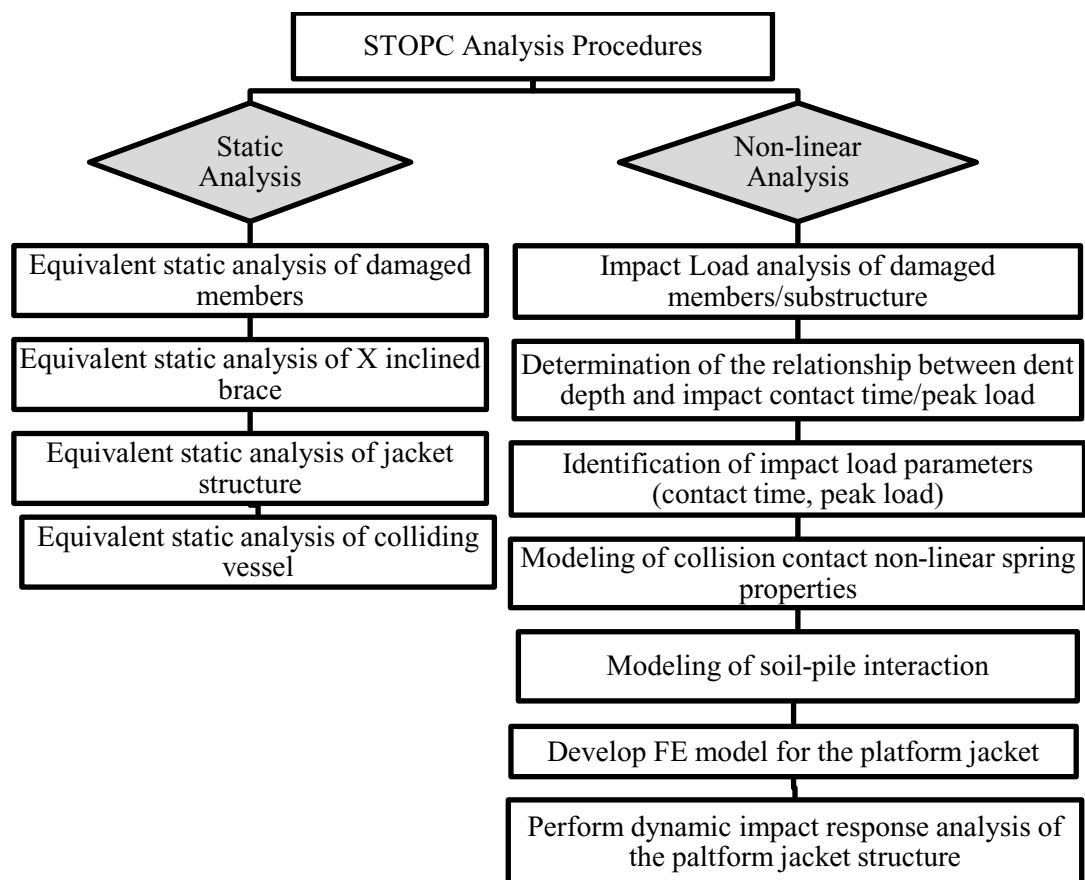 STOPC Analysis Procedures
Static
Analysis
Non-linear
Analysis
Equivalent static analysis of damaged
members
Equivalent static analysis of X inclined
brace
Equivalent static analysis of jacket
structure
Equivalent static analysis of colliding
vessel
Impact Load analysis of damaged
members/substructure
Determination of the relationship between dent
depth and impact contact time/peak load
Identification of impact load parameters
(contact time, peak load)
Modeling of collision contact non-linear spring
properties
Modeling of soil-pile interaction
Develop FE model for the platform jacket
Perform dynamic impact response analysis of
the paltform jacket structure